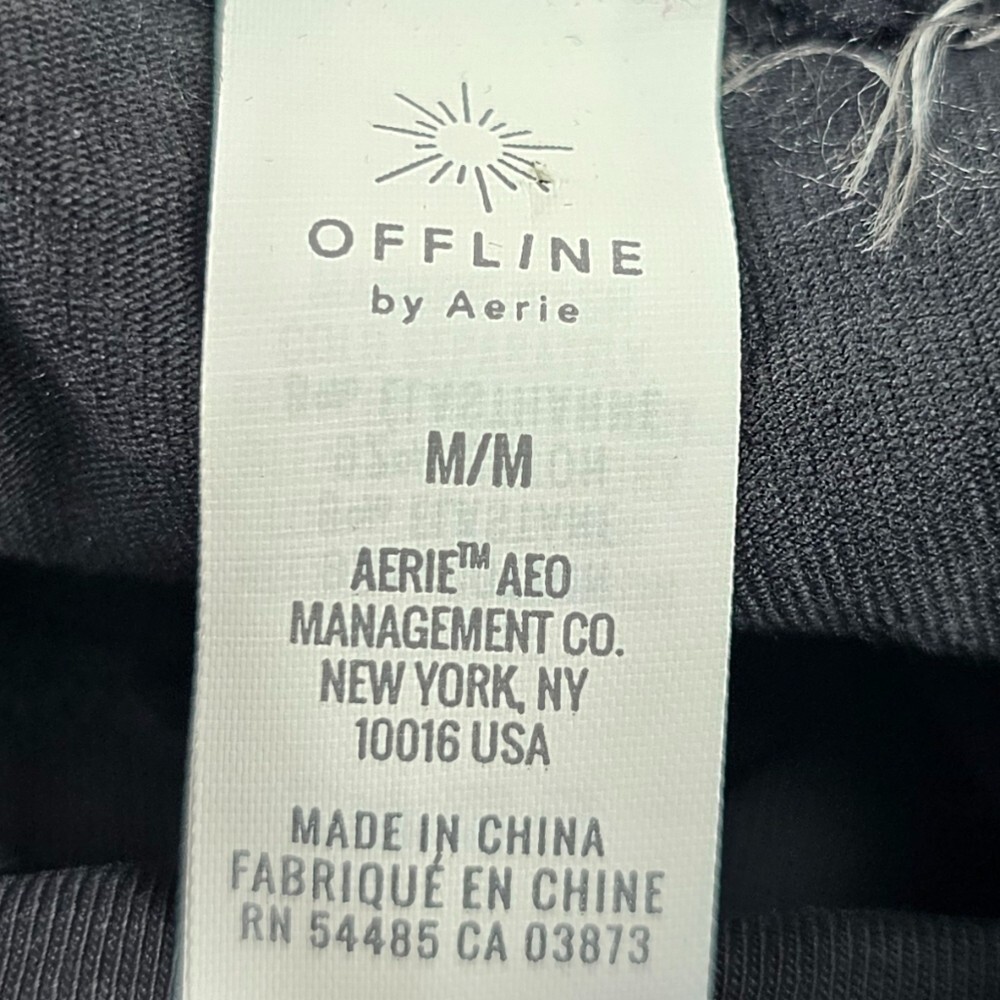 OFFLINE
by Aerie
M/M
AERIE™ AEO
MANAGEMENT CO.
NEW YORK, NY
10016 USA
MADE IN CHINA
FABRIQUÉ EN CHINE
RN 54485 CA 03873